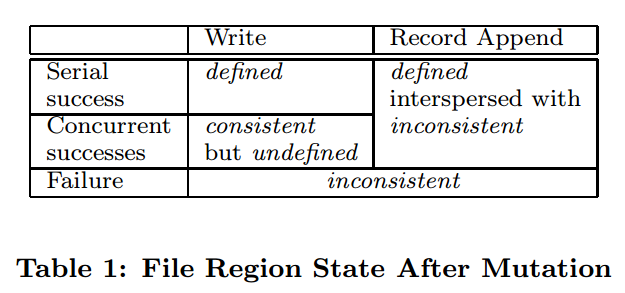 Write Record Append
Serial defined defined
success interspersed with
Concurrent consistent inconsistent
successes but undefined
Failure inconsistent
Table 1: File Region State After Mutation